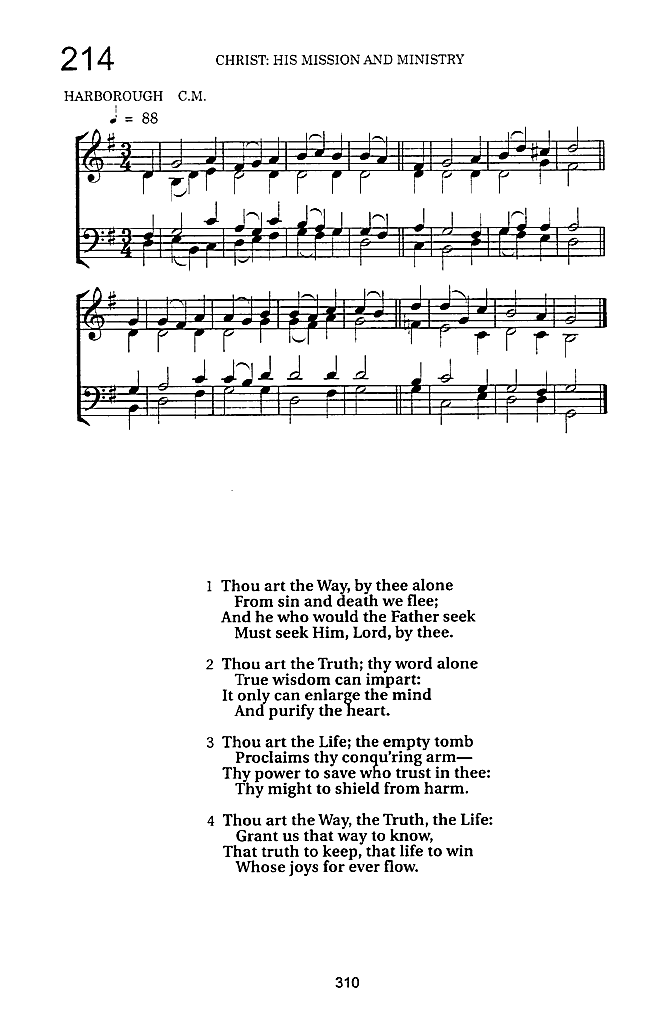 214
CHRIST: HIS MISSION AND MINISTRY
HARBOROUGH C.M.
♩ = 88
1 Thou art the Way, by thee alone
From sin and death we flee;
And he who would the Father seek
Must seek Him, Lord, by thee.
2 Thou art the Truth; thy word alone
True wisdom can impart:
It only can enlarge the mind
And purify the heart.
3 Thou art the Life; the empty tomb
Proclaims thy conqu'ring arm—
Thy power to save who trust in thee:
Thy might to shield from harm.
4 Thou art the Way, the Truth, the Life:
Grant us that way to know,
That truth to keep, that life to win
Whose joys for ever flow.
310